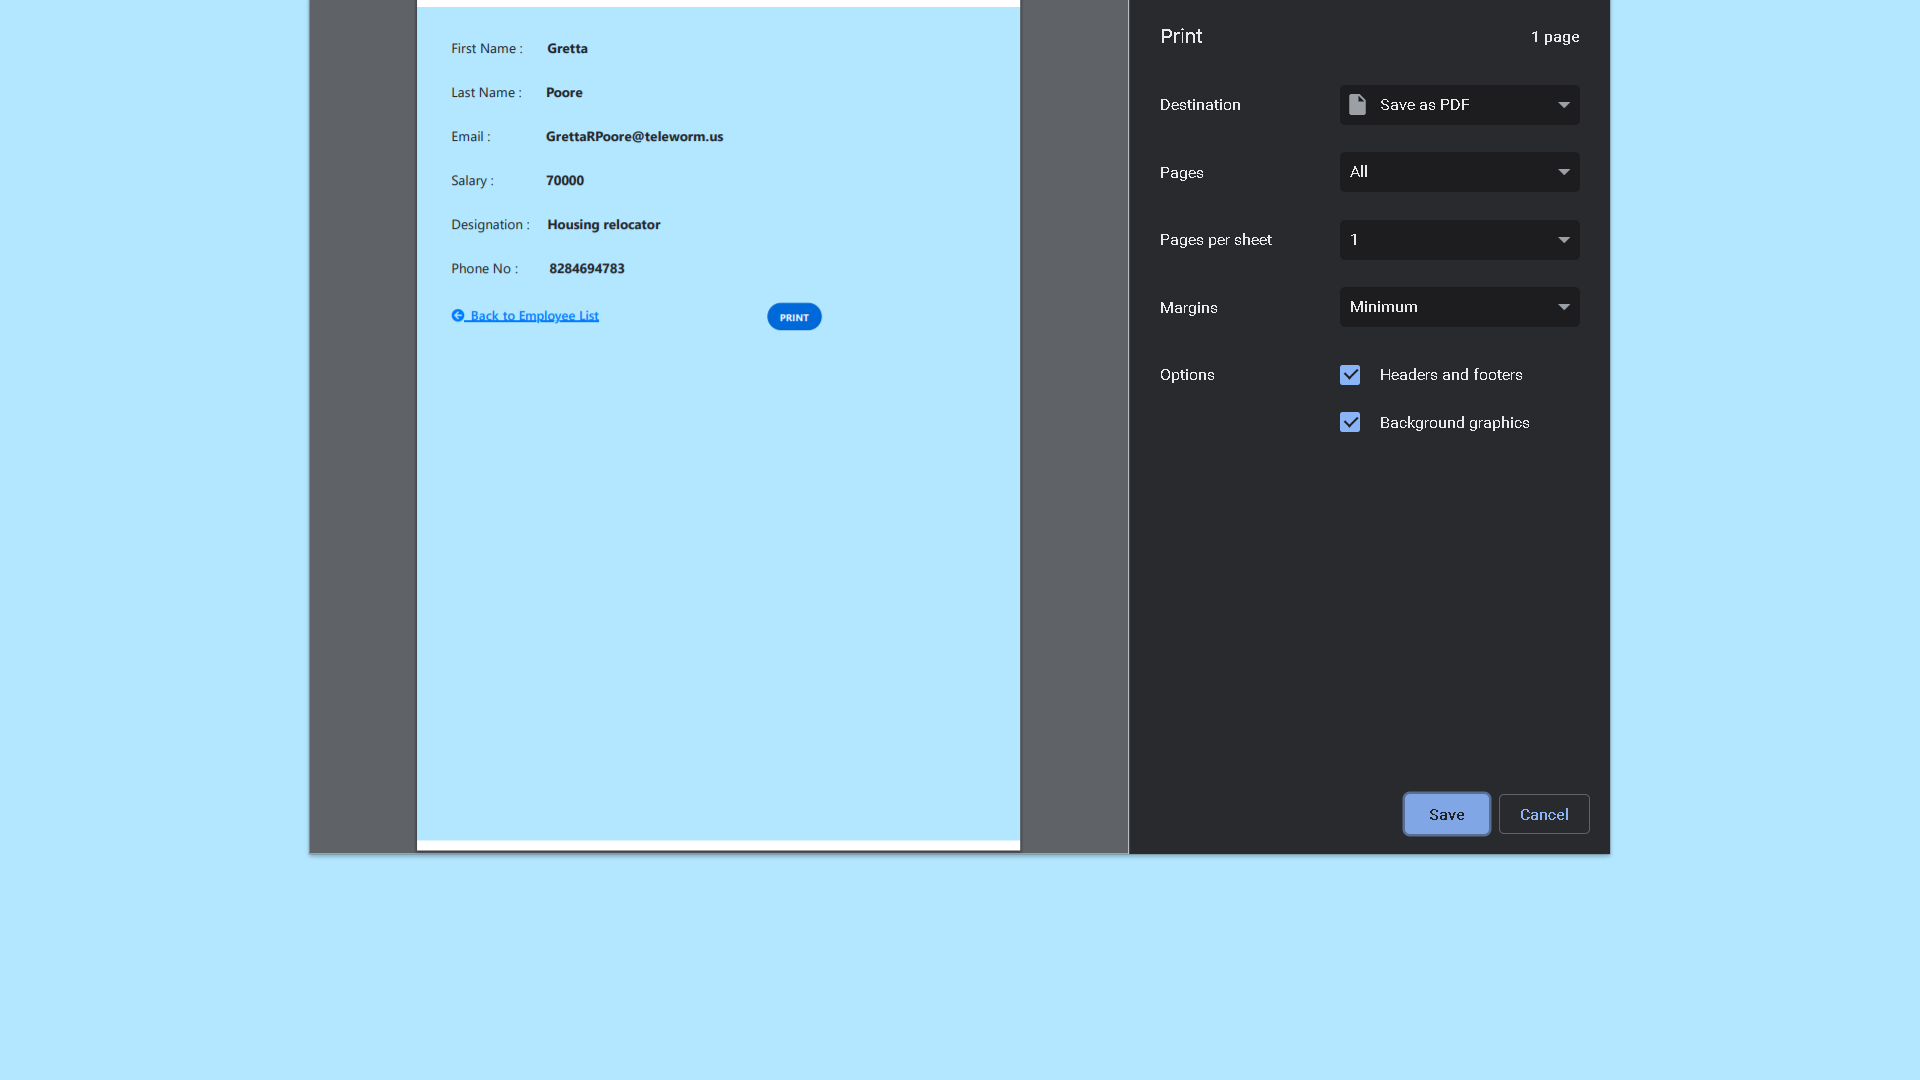 First Name : Gretta
Last Name : Poore
Email : GrettaRPoore@teleworm.us
Salary : 70000
Designation : Housing relocator
Phone No : 8284694783
Back to Employee List
PRINT
Print 1 page
Destination Save as PDF
Pages All
Pages per sheet 1
Margins Minimum
Options Headers and footers
Background graphics
Save Cancel